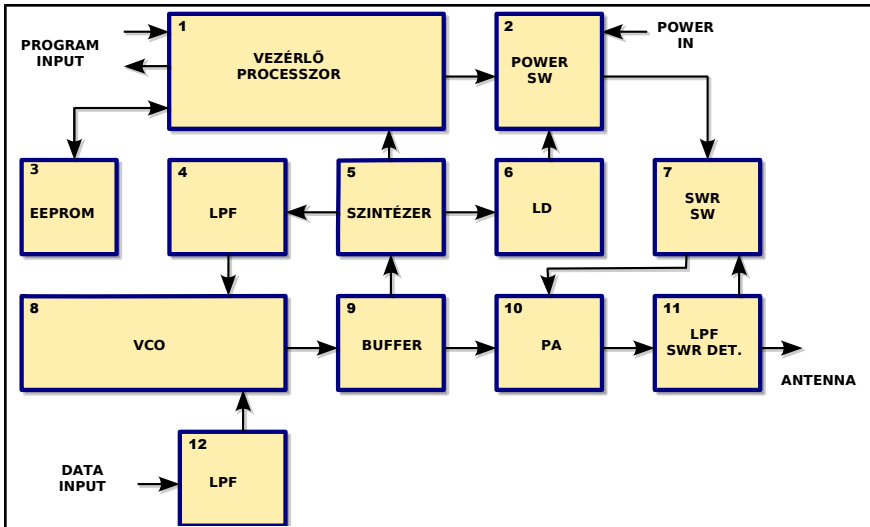 PROGRAM
INPUT
1
VEZÉRLŐ
PROCESSZOR
2
POWER
SW
POWER
IN
3
EEPROM
4
LPF
5
SZINTÉZER
6
LD
7
SWR
SW
8
VCO
9
BUFFER
10
PA
11
LPF
SWR DET.
ANTENNA
12
LPF
DATA
INPUT